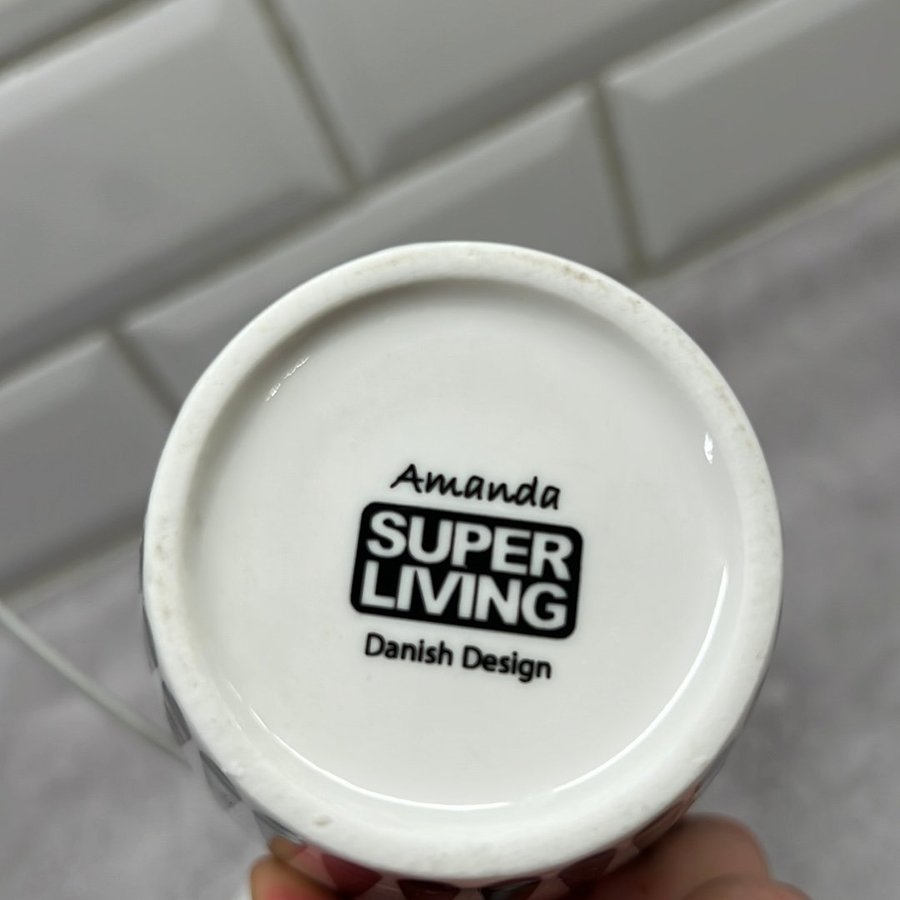 Amanda
SUPER
LIVING
Danish Design